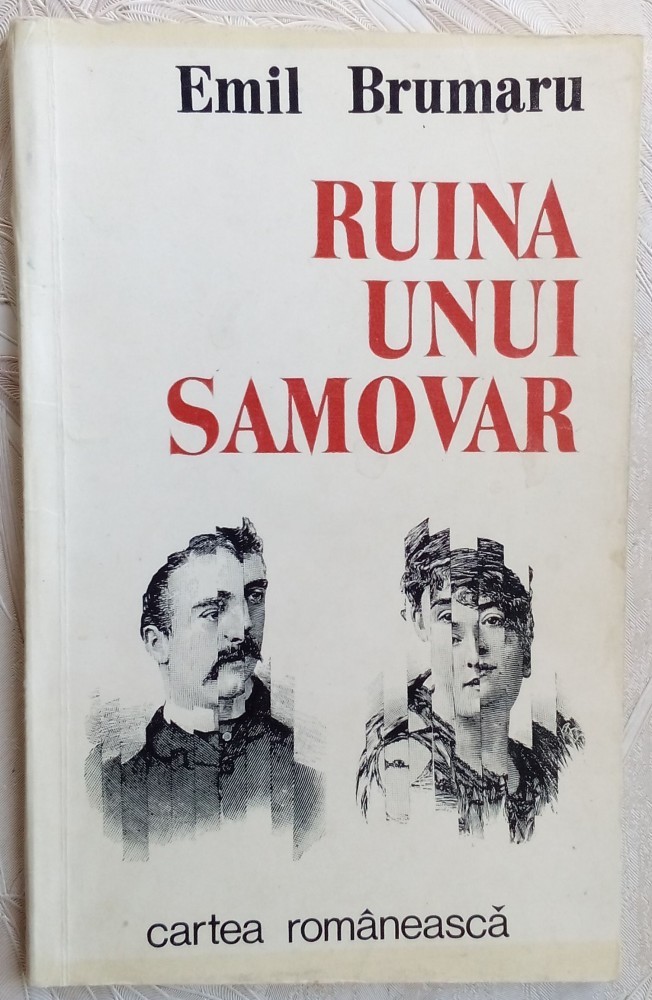 Emil Brumaru
RUINA
UNUI
SAMOVAR
cartea românească